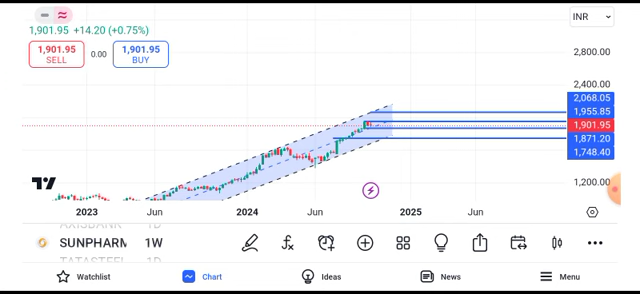 INR
1,901.95 +14.20 (+0.75%)
1,901.95
SELL
0.00
1,901.95
BUY
2,800.00
2,400.00
2,068.05
1,955.85
1,901.95
1,871.20
1,748.40
1,200.00
2023
Jun
2024
Jun
2025
Jun
AXISBANK 1D
SUNPHARM 1W
TATASTEEL 1D
Watchlist
Chart
Ideas
News
Menu